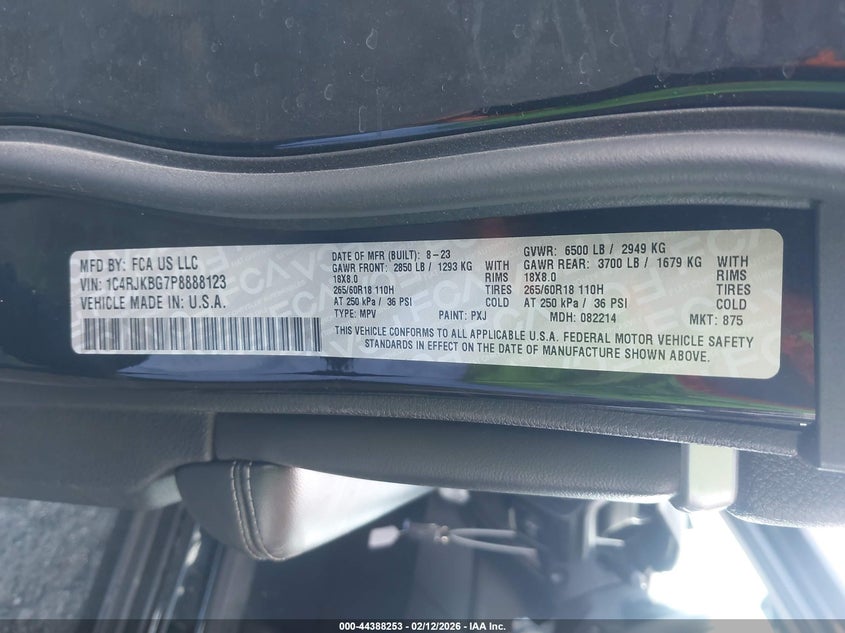 MFD BY: FCA US LLC
VIN: 1C4RJKBG7P8888123
VEHICLE MADE IN U.S.A.
DATE OF MFR (BUILT): 8-23 GVWR: 6500 LB / 2949 KG
GAWR FRONT: 2850 LB / 1293 KG WITH GAWR REAR: 3700 LB / 1679 KG WITH
18X8.0 RIMS 18X8.0 RIMS
265/60R18 110H TIRES 265/60R18 110H TIRES
AT 250 kPa / 36 PSI COLD AT 250 kPa / 36 PSI COLD
TYPE: MPV PAINT: PXJ MDH: 082214 MKT: 875
THIS VEHICLE CONFORMS TO ALL APPLICABLE U.S.A. FEDERAL MOTOR VEHICLE SAFETY
STANDARDS IN EFFECT ON THE DATE OF MANUFACTURE SHOWN ABOVE.
000-44388253 - 02/12/2026 - IAA Inc.